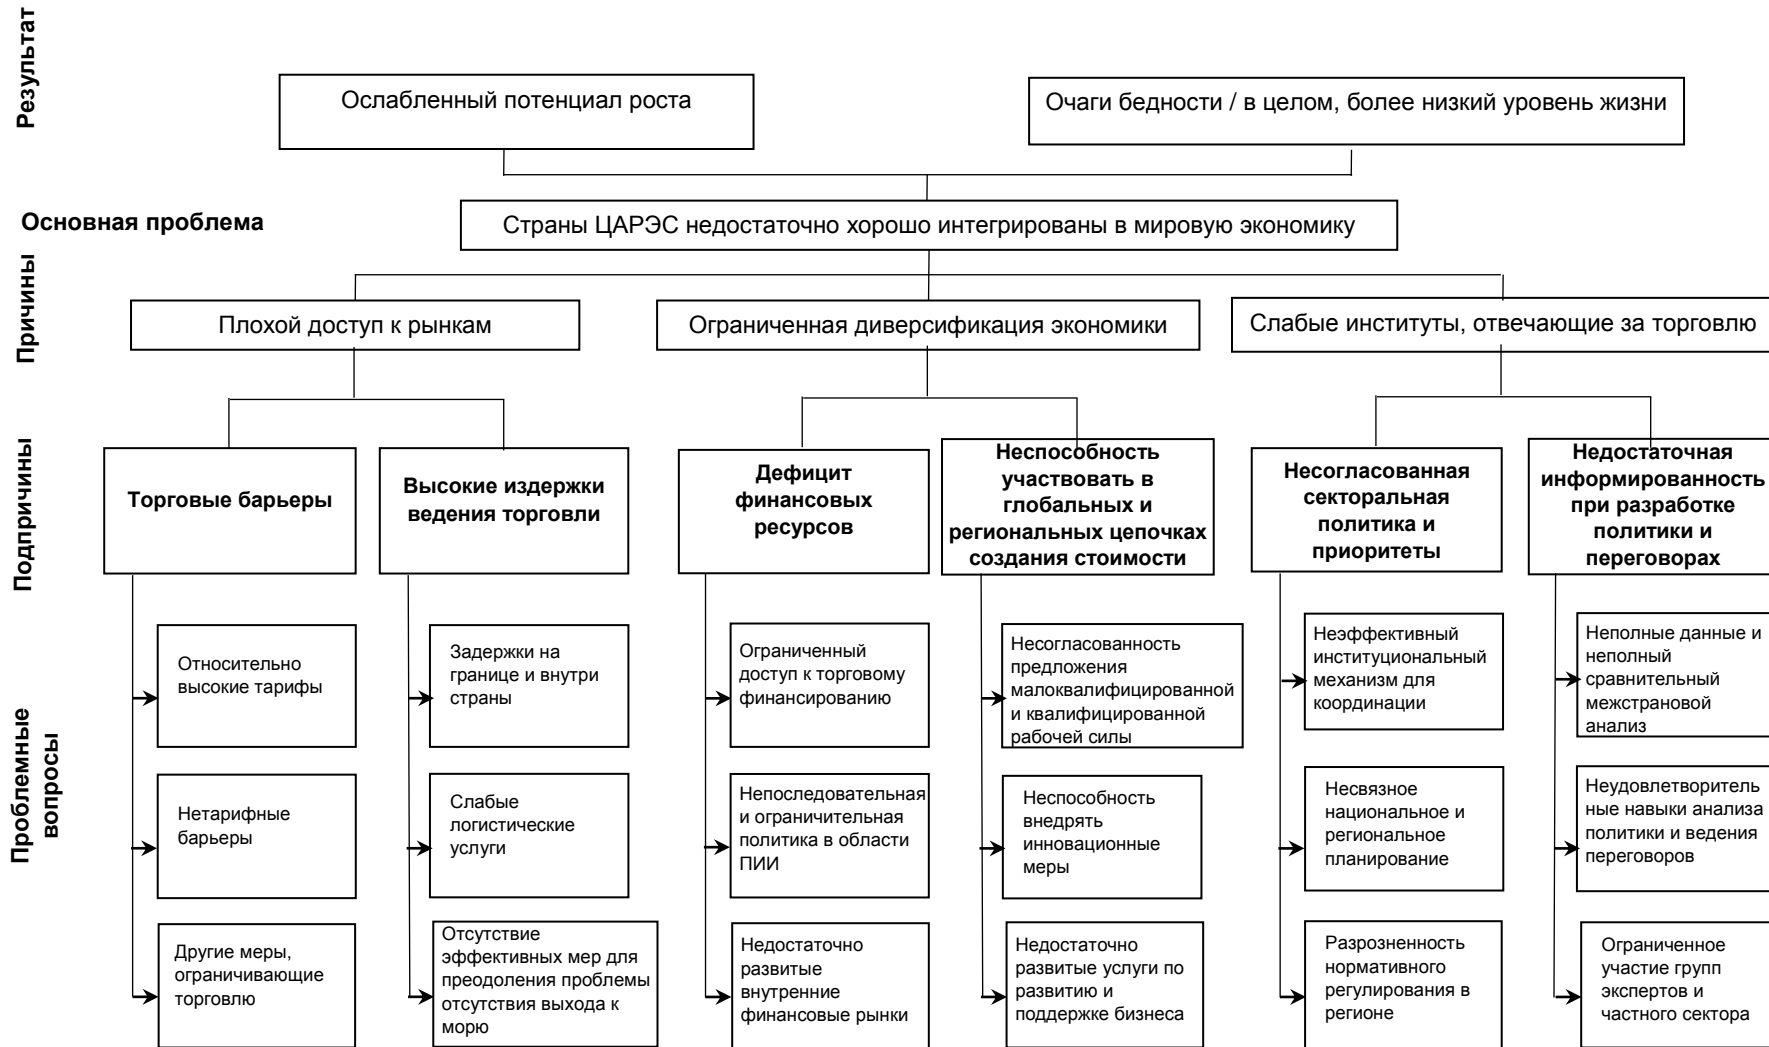 Результат
Ослабленный потенциал роста
Очаги бедности / в целом, более низкий уровень жизни
Основная проблема
Страны ЦАРЭС недостаточно хорошо интегрированы в мировую экономику
Причины
Плохой доступ к рынкам
Ограниченная диверсификация экономики
Слабые институты, отвечающие за торговлю
Подпричины
Торговые барьеры
Высокие издержки
ведения торговли
Дефицит
финансовых
ресурсов
Неспособность
участвовать в
глобальных и
региональных цепочках
создания стоимости
Несогласованная
секторальная
политика и
приоритеты
Недостаточная
информированность
при разработке
политики и
переговорах
Проблемные
вопросы
Относительно
высокие тарифы
Задержки на
границе и внутри
страны
Ограниченный
доступ к торговому
финансированию
Несогласованность
предложения
малоквалифицированной
и квалифицированной
рабочей силы
Неэффективный
институциональный
механизм для
координации
Неполные данные и
неполный
сравнительный
межстрановой
анализ
Нетарифные
барьеры
Слабые
логистические
услуги
Непоследовательная
и ограничительная
политика в области
ПИИ
Неспособность
внедрять
инновационные
меры
Несвязное
национальное и
региональное
планирование
Неудовлетворитель
ные навыки анализа
политики и ведения
переговоров
Другие меры,
ограничивающие
торговлю
Отсутствие
эффективных мер для
преодоления проблемы
отсутствия выхода к
морю
Недостаточно
развитые
внутренние
финансовые рынки
Недостаточно
развитые услуги по
развитию и
поддержке бизнеса
Разрозненность
нормативного
регулирования в
регионе
Ограниченное
участие групп
экспертов и
частного сектора